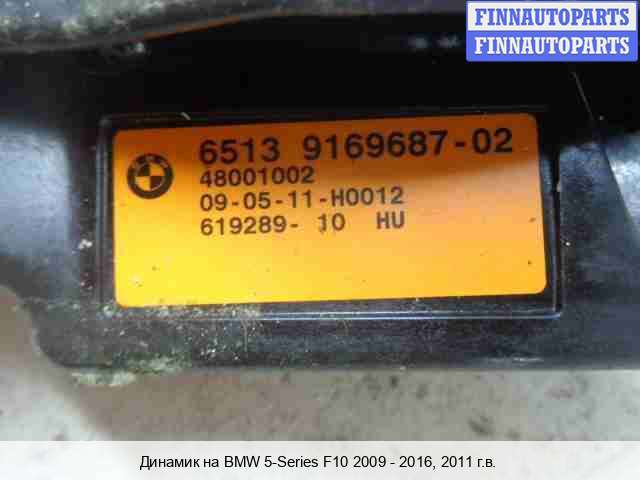 FINNAUTOPARTS
FINNAUTOPARTS
6513 9169687-02
48001002
09-05-11-H0012
619289- 10 HU
Динамик на BMW 5-Series F10 2009 - 2016, 2011 г.в.